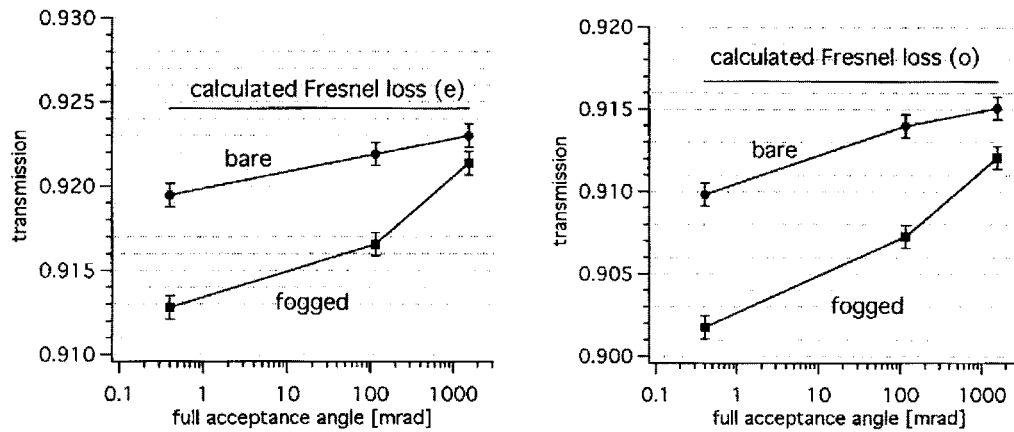 0.930
0.925
0.920
0.915
0.910
transmission
calculated Fresnel loss (e)
bare
fogged
0.1 1 10 100 1000
full acceptance angle [mrad]
0.920
0.915
0.910
0.905
0.900
transmission
calculated Fresnel loss (o)
bare
fogged
0.1 1 10 100 1000
full acceptance angle [mrad]